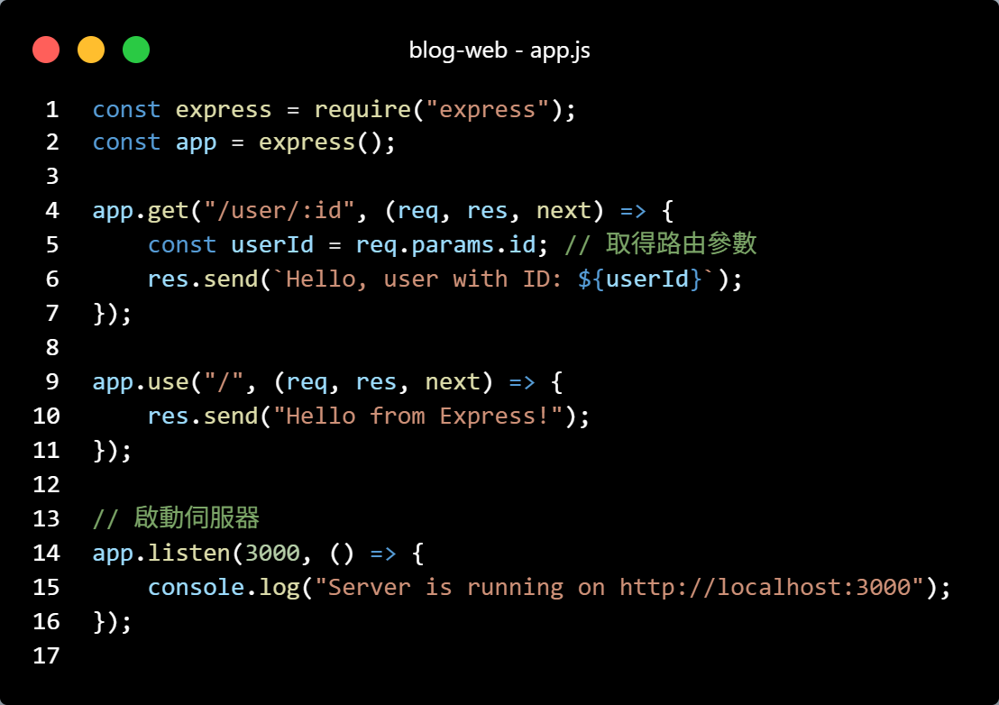 blog-web - app.js
1 const express = require("express");
2 const app = express();
3
4 app.get("/user/:id", (req, res, next) => {
5     const userId = req.params.id; // 取得路由參數
6     res.send(`Hello, user with ID: ${userId}`);
7 });
8
9 app.use("/", (req, res, next) => {
10     res.send("Hello from Express!");
11 });
12
13 // 啟動伺服器
14 app.listen(3000, () => {
15     console.log("Server is running on http://localhost:3000");
16 });
17